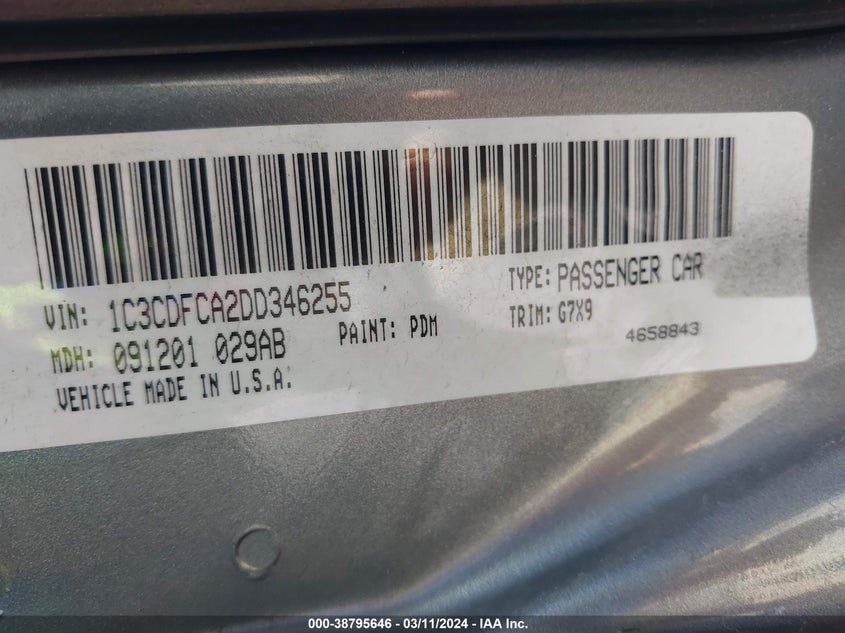 VIN: 1C3CDFCA2DD346255
TYPE: PASSENGER CAR
MDH: 091201 029AB
PAINT: PDM
TRIM: G7X9
VEHICLE MADE IN U.S.A.
4658843
000-38795646 - 03/11/2024 - IAA Inc.